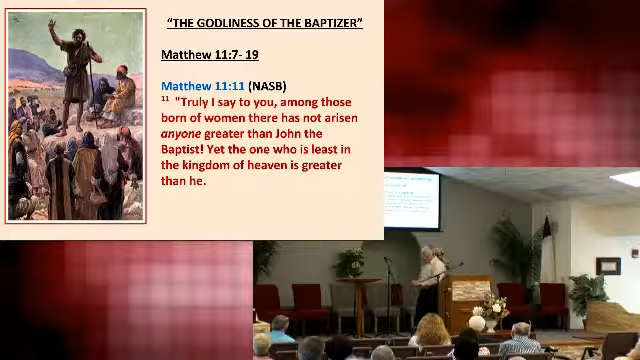 “THE GODLINESS OF THE BAPTIZER”
Matthew 11:7- 19
Matthew 11:11 (NASB)
11 "Truly I say to you, among those
born of women there has not arisen
anyone greater than John the
Baptist! Yet the one who is least in
the kingdom of heaven is greater
than he.